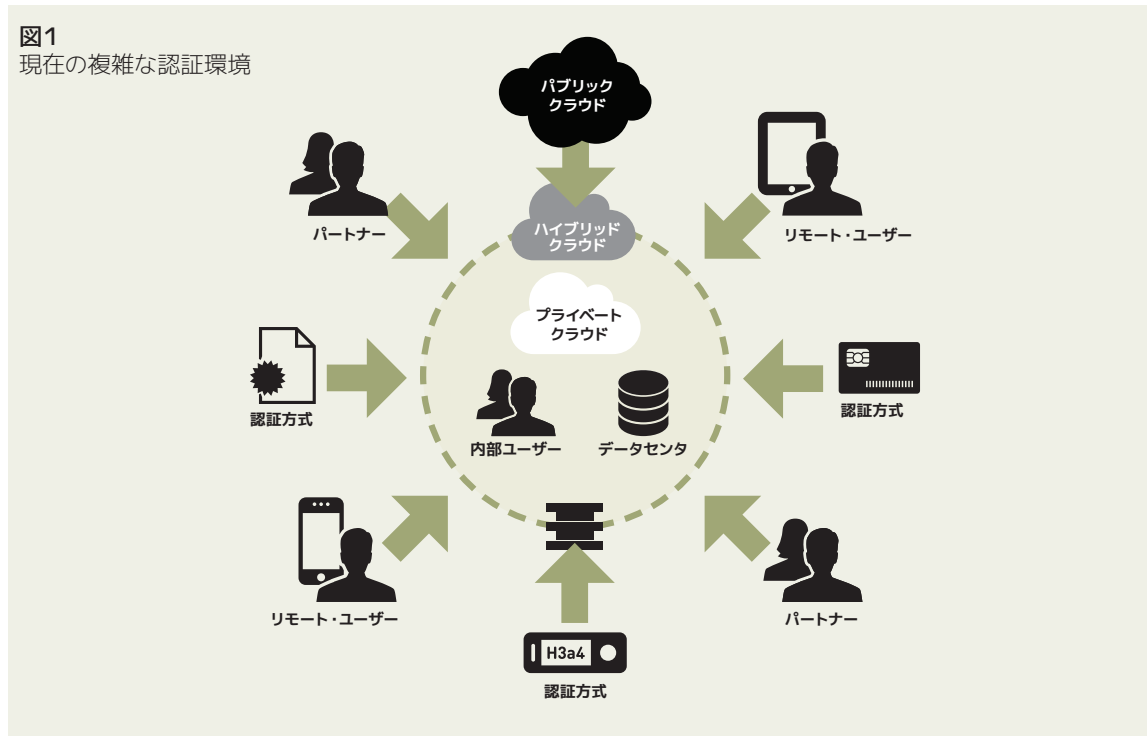 図1
現在の複雑な認証環境
パブリック
クラウド
パートナー
ハイブリッド
クラウド
リモート・ユーザー
プライベート
クラウド
認証方式
内部ユーザー
データセンタ
認証方式
リモート・ユーザー
H3a4
認証方式
パートナー